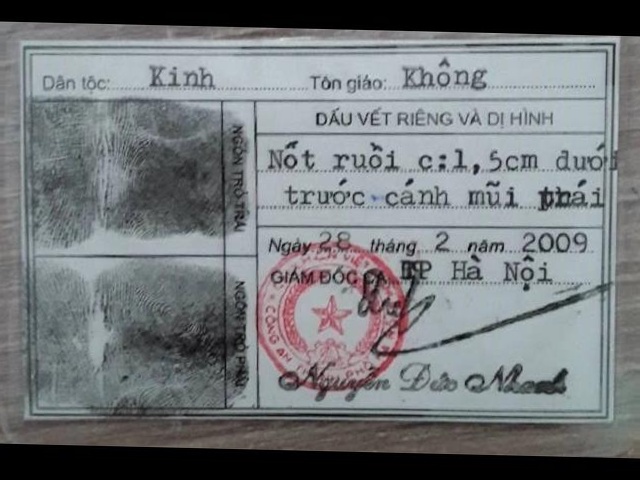 Dân tộc: Kinh Tôn giáo: Không
DẤU VẾT RIÊNG VÀ DỊ HÌNH
Nốt ruồi c:1,5cm dưới
trước cánh mũi phải
NGÓN TRỎ TRÁI
Ngày 28 tháng 2 năm 2009
GIÁM ĐỐC CA TP Hà Nội
NGÓN TRỎ PHẢI
CÔNG AN
Nguyễn Đức Nhanh